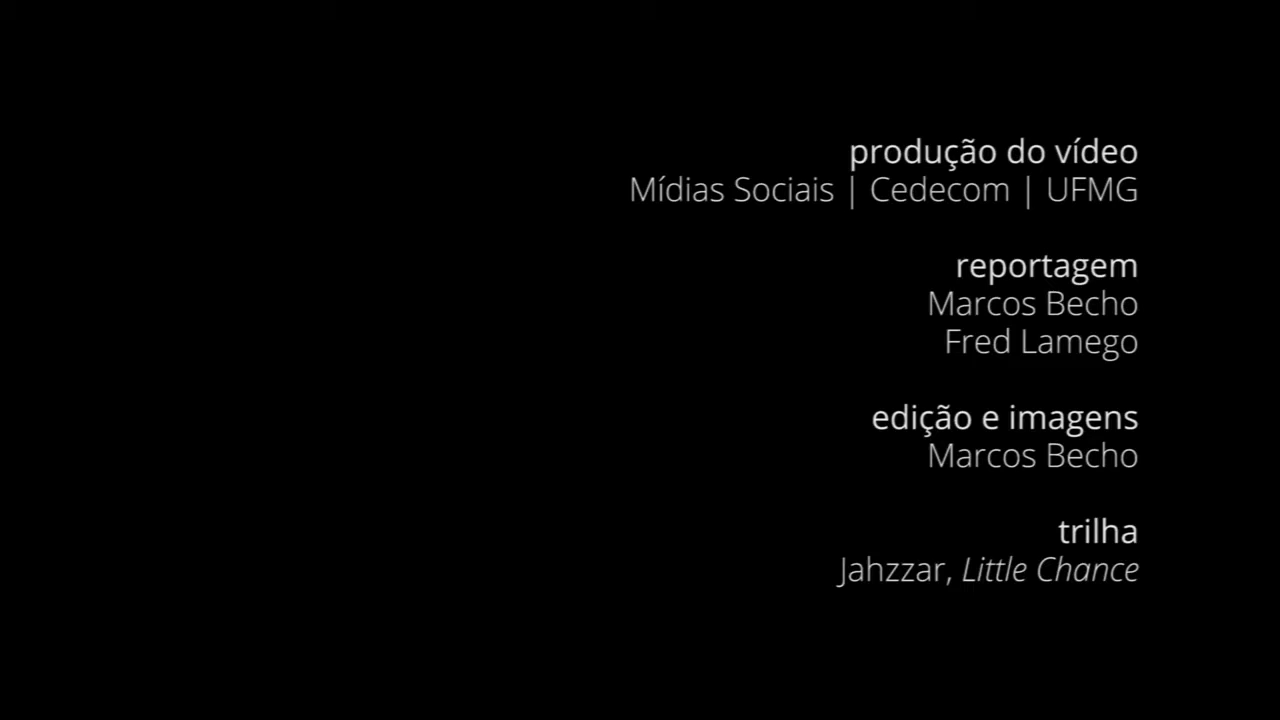 produção do vídeo
Mídias Sociais | Cedecom | UFMG
reportagem
Marcos Becho
Fred Lamego
edição e imagens
Marcos Becho
trilha
Jahzzar, Little Chance